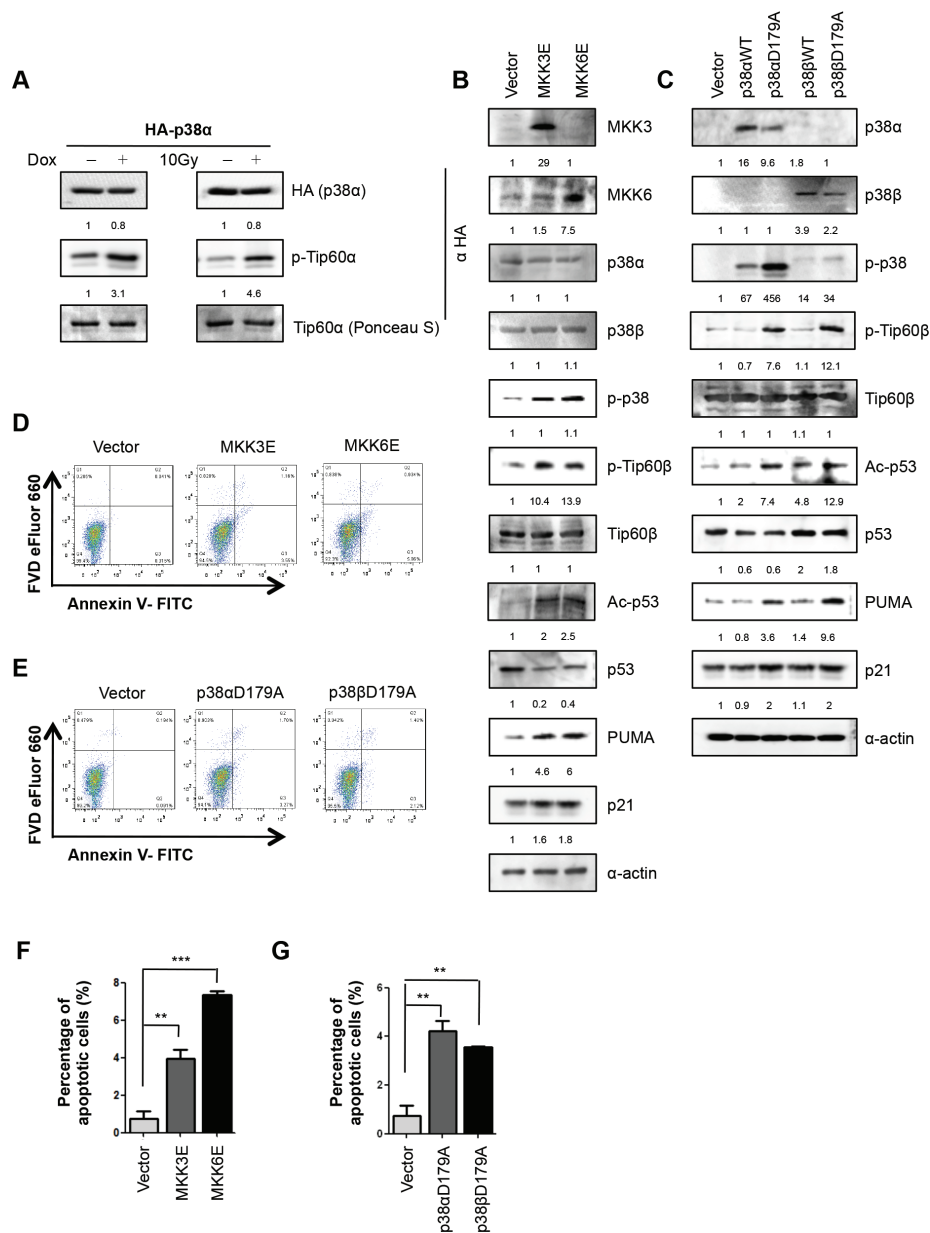 A
HA-p38α
Dox − + 10Gy − +
HA (p38α)
1 0.8 1 0.8
p-Tip60α
1 3.1 1 4.6
Tip60α (Ponceau S)
α HA
B
Vector
MKK3E
MKK6E
MKK3
1 29 1
MKK6
1 1.5 7.5
p38α
1 1 1
p38β
1 1 1.1
p-p38
1 1 1.1
p-Tip60β
1 10.4 13.9
Tip60β
1 1 1
Ac-p53
1 2 2.5
p53
1 0.2 0.4
PUMA
1 4.6 6
p21
1 1.6 1.8
α-actin
C
Vector
p38αWT
p38αD179A
p38βWT
p38βD179A
p38α
1 16 9.6 1.8 1
p38β
1 1 1 3.9 2.2
p-p38
1 67 456 14 34
p-Tip60β
1 0.7 7.6 1.1 12.1
Tip60β
1 1 1 1.1 1
Ac-p53
1 2 7.4 4.8 12.9
p53
1 0.6 0.6 2 1.8
PUMA
1 0.8 3.6 1.4 9.6
p21
1 0.9 2 1.1 2
α-actin
D
Vector
MKK3E
MKK6E
FVD eFluor 660
Annexin V- FITC
E
Vector
p38αD179A
p38βD179A
FVD eFluor 660
Annexin V- FITC
F
Percentage of
apoptotic cells (%)
8
6
4
2
0
**
***
Vector
MKK3E
MKK6E
G
Percentage of
apoptotic cells (%)
6
4
2
0
**
**
Vector
p38αD179A
p38βD179A